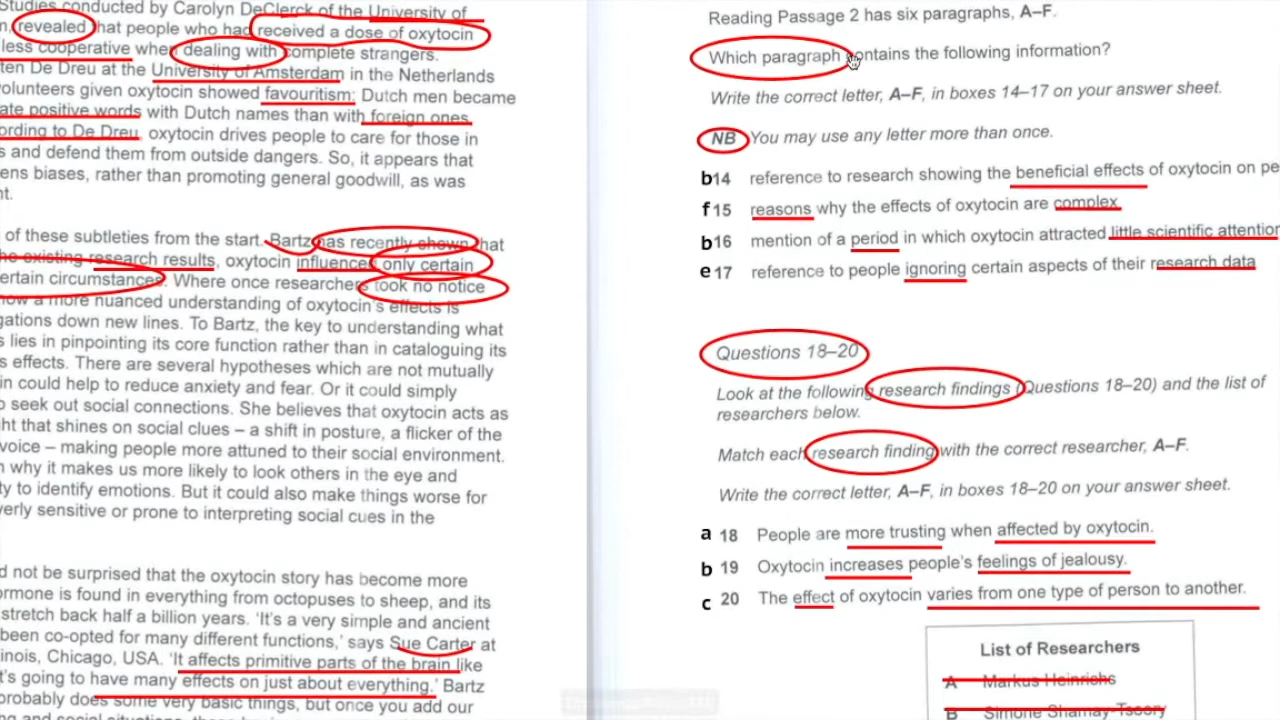 Studies conducted by Carolyn DeClerck of the University of
revealed that people who had received a dose of oxytocin
less cooperative when dealing with complete strangers.
ten De Dreu at the University of Amsterdam in the Netherlands
olunteers given oxytocin showed favouritism: Dutch men became
ate positive words with Dutch names than with foreign ones.
ording to De Dreu, oxytocin drives people to care for those in
s and defend them from outside dangers. So, it appears that
ens biases, rather than promoting general goodwill, as was
nt.
of these subtleties from the start. Bartz has recently shown that
he existing research results, oxytocin influenced only certain
ertain circumstances. Where once researchers took no notice
now a more nuanced understanding of oxytocin's effects is
gations down new lines. To Bartz, the key to understanding what
s lies in pinpointing its core function rather than in cataloguing its
s effects. There are several hypotheses which are not mutually
in could help to reduce anxiety and fear. Or it could simply
o seek out social connections. She believes that oxytocin acts as
ht that shines on social clues – a shift in posture, a flicker of the
voice – making people more attuned to their social environment.
n why it makes us more likely to look others in the eye and
ty to identify emotions. But it could also make things worse for
verly sensitive or prone to interpreting social cues in the
d not be surprised that the oxytocin story has become more
ormone is found in everything from octopuses to sheep, and its
stretch back half a billion years. 'It's a very simple and ancient
been co-opted for many different functions,' says Sue Carter at
inois, Chicago, USA. 'It affects primitive parts of the brain like
t's going to have many effects on just about everything.' Bartz
probably does some very basic things, but once you add our
ng and social situations, these
Reading Passage 2 has six paragraphs, A–F.
Which paragraph contains the following information?
Write the correct letter, A–F, in boxes 14–17 on your answer sheet.
NB You may use any letter more than once.
b 14 reference to research showing the beneficial effects of oxytocin on pe
f 15 reasons why the effects of oxytocin are complex
b 16 mention of a period in which oxytocin attracted little scientific attention
e 17 reference to people ignoring certain aspects of their research data
Questions 18–20
Look at the following research findings (Questions 18–20) and the list of
researchers below.
Match each research finding with the correct researcher, A–F.
Write the correct letter, A–F, in boxes 18–20 on your answer sheet.
a 18 People are more trusting when affected by oxytocin.
b 19 Oxytocin increases people's feelings of jealousy.
c 20 The effect of oxytocin varies from one type of person to another.
List of Researchers
A Markus Heinrichs
B Simone Shamay-Tsoory